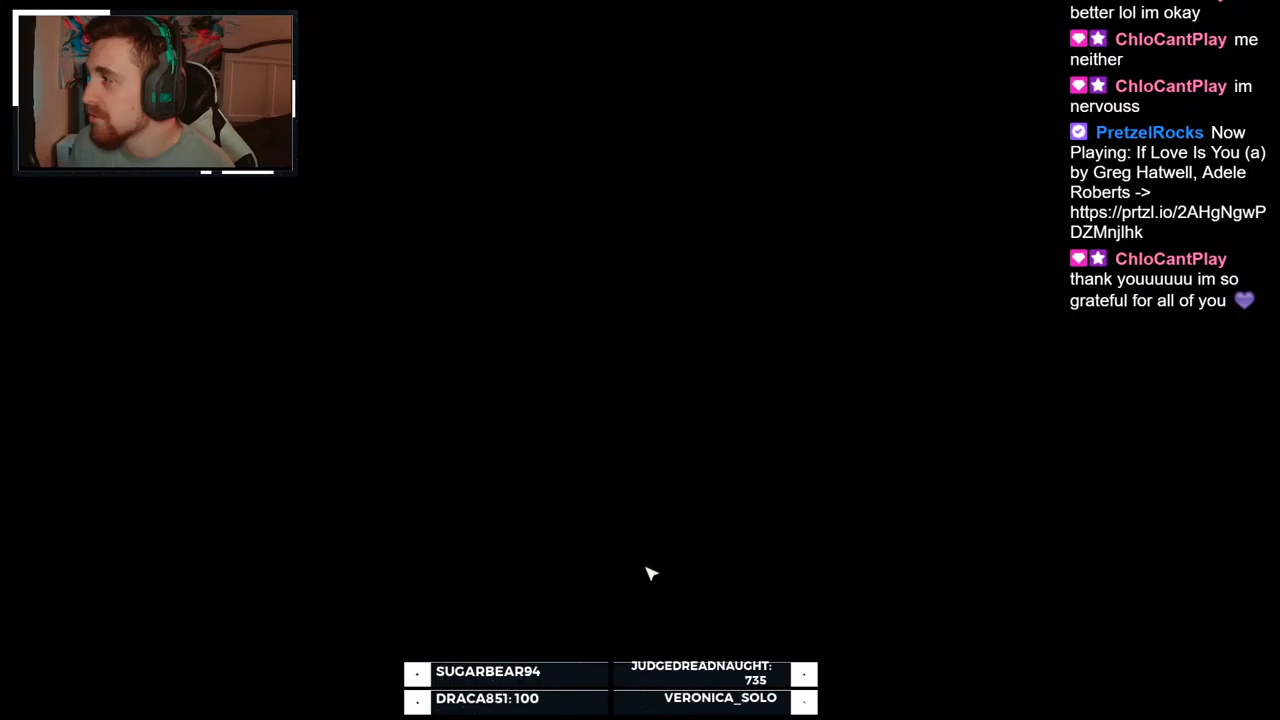 better lol im okay
ChloCantPlay me
neither
ChloCantPlay im
nervouss
PretzelRocks Now
Playing: If Love Is You (a)
by Greg Hatwell, Adele
Roberts ->
https://prtzl.io/2AHgNgwP
DZMnjlhk
ChloCantPlay
thank youuuuuu im so
grateful for all of you
SUGARBEAR94
JUDGEDREADNAUGHT:
735
DRACA851: 100
VERONICA_SOLO